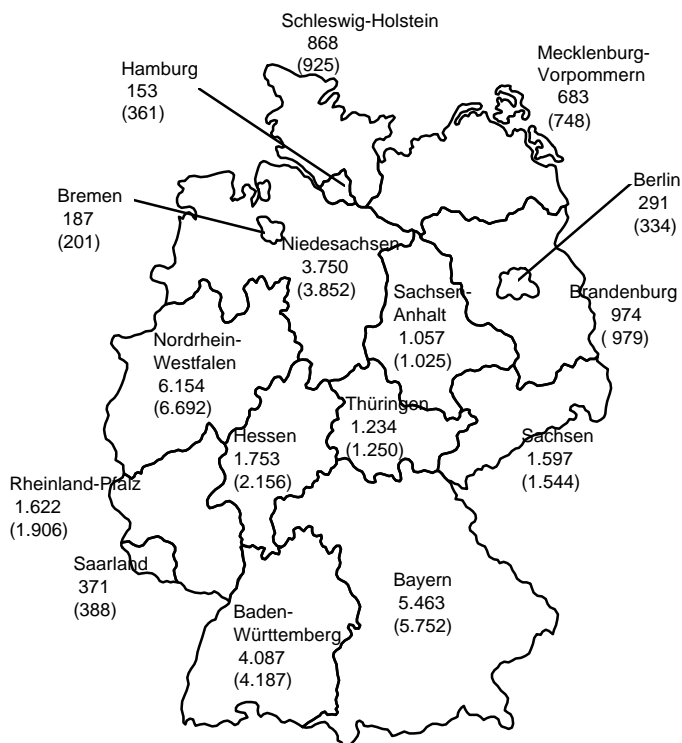 Schleswig-Holstein
868
(925)
Mecklenburg-
Vorpommern
683
(748)
Hamburg
153
(361)
Berlin
291
(334)
Bremen
187
(201)
Niedesachsen
3.750
(3.852)
Sachsen-
Anhalt
1.057
(1.025)
Brandenburg
974
( 979)
Nordrhein-
Westfalen
6.154
(6.692)
Thüringen
1.234
(1.250)
Hessen
1.753
(2.156)
Sachsen
1.597
(1.544)
Rheinland-Pfalz
1.622
(1.906)
Saarland
371
(388)
Bayern
5.463
(5.752)
Baden-
Württemberg
4.087
(4.187)